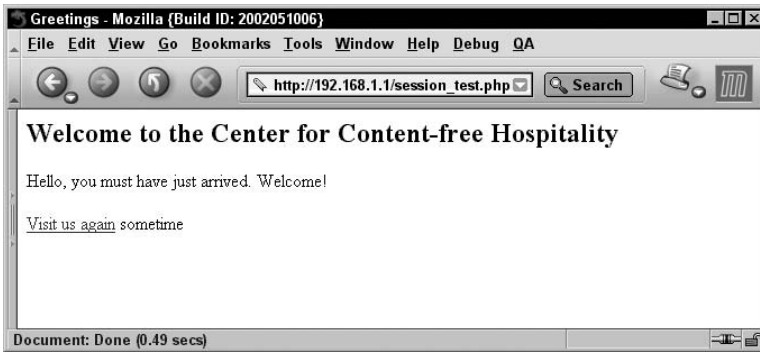 Greetings - Mozilla {Build ID: 2002051006}
File Edit View Go Bookmarks Tools Window Help Debug QA
http://192.168.1.1/session_test.php Search
Welcome to the Center for Content-free Hospitality
Hello, you must have just arrived. Welcome!
Visit us again sometime
Document: Done (0.49 secs)